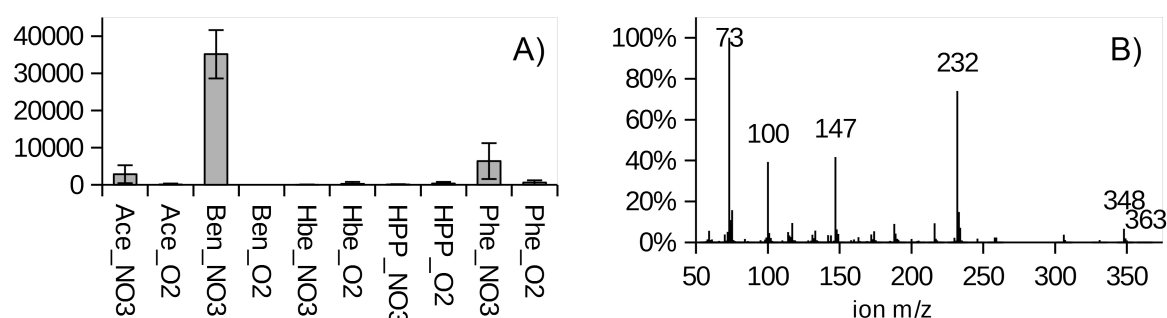 A)
40000
30000
20000
10000
0
Ace_NO3
Ace_O2
Ben_NO3
Ben_O2
Hbe_NO3
Hbe_O2
HPP_NO3
HPP_O2
Phe_NO3
Phe_O2
B)
100%
80%
60%
40%
20%
0%
73
100
147
232
348
363
50 100 150 200 250 300 350
ion m/z